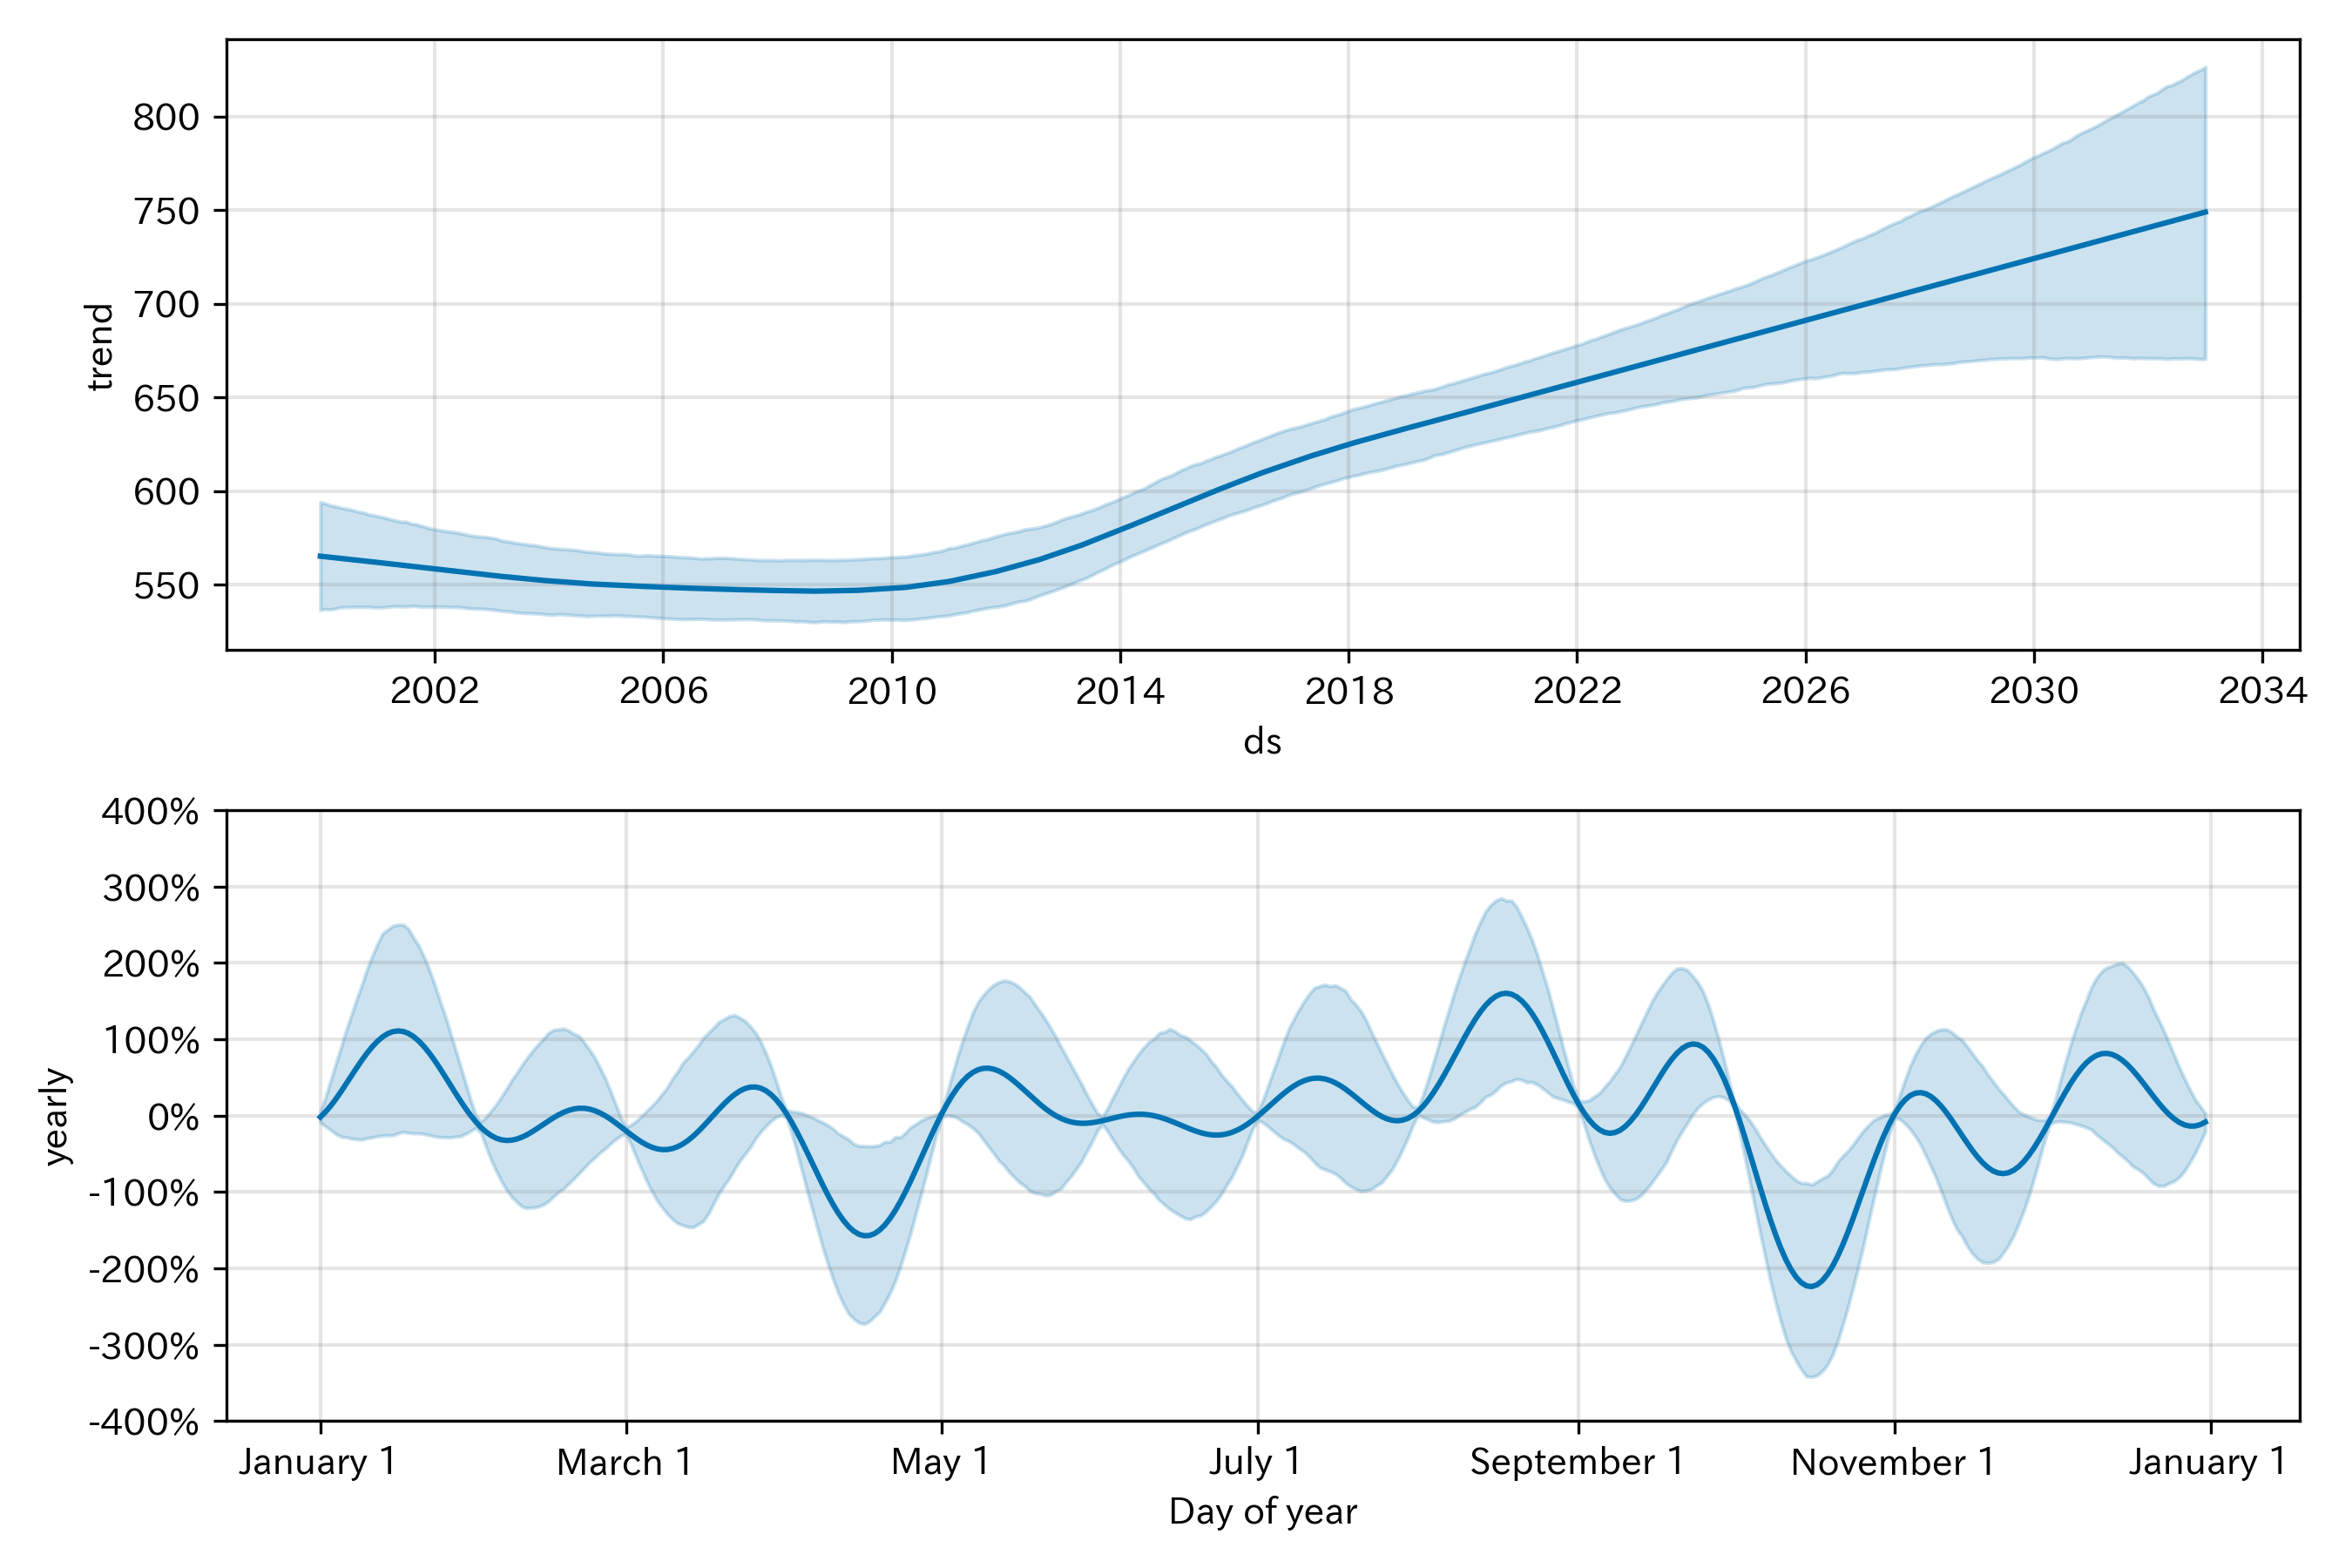 800
750
700
650
600
550
trend
2002 2006 2010 2014 2018 2022 2026 2030 2034
ds
400%
300%
200%
100%
0%
-100%
-200%
-300%
-400%
yearly
January 1 March 1 May 1 July 1 September 1 November 1 January 1
Day of year